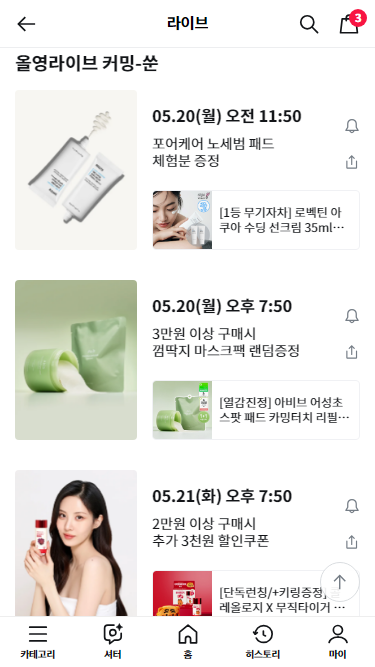 라이브
3
올영라이브 커밍-쑨
05.20(월) 오전 11:50
포어케어 노세범 패드
체험분 증정
[1등 무기자차] 로벡틴 아
쿠아 수딩 선크림 35ml…
05.20(월) 오후 7:50
3만원 이상 구매시
껌딱지 마스크팩 랜덤증정
[열감진정] 아비브 어성초
스팟 패드 카밍터치 리필…
05.21(화) 오후 7:50
2만원 이상 구매시
추가 3천원 할인쿠폰
[단독런칭/+키링증정]
레올로지 X 무직타이거 …
카테고리
셔터
홈
히스토리
마이